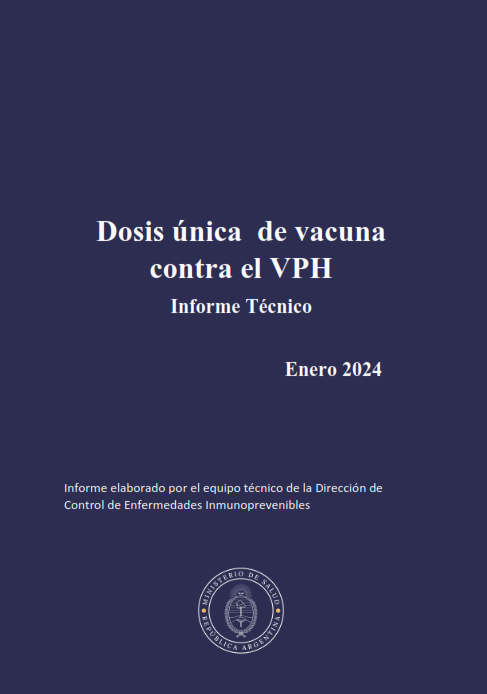 Dosis única de vacuna
contra el VPH
Informe Técnico
Enero 2024
Informe elaborado por el equipo técnico de la Dirección de
Control de Enfermedades Inmunoprevenibles
MINISTERIO DE SALUD
REPÚBLICA ARGENTINA